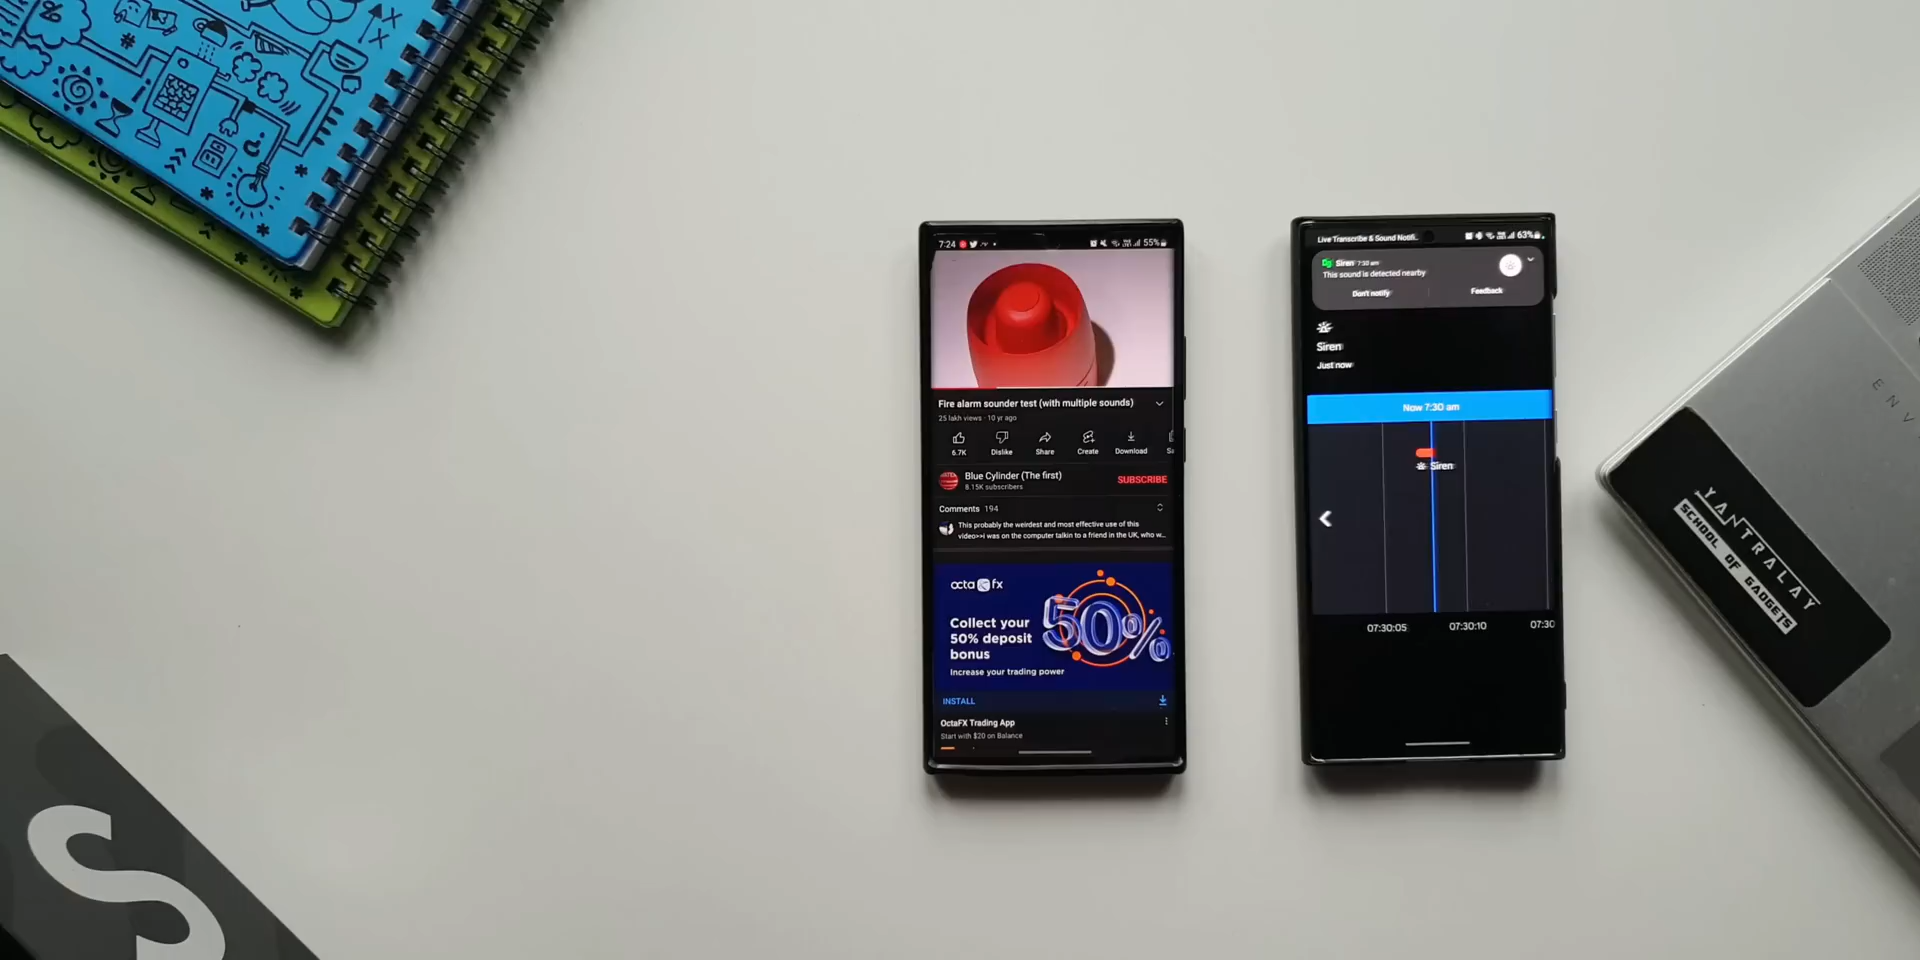 7:24
55%
Fire alarm sounder test (with multiple sounds)
25 lakh views · 10 yr ago
6.7K
Dislike
Share
Create
Download
Sa
Blue Cylinder (The first)
8.15K subscribers
SUBSCRIBE
Comments 194
This probably the weirdest and most effective use of this
video>>i was on the computer talkin to a friend in the UK, who w...
octa fx
Collect your
50% deposit
bonus
50%
Increase your trading power
INSTALL
OctaFX Trading App
Start with $20 on Balance
Live Transcribe & Sound Notifi..
63%
Siren 7:30 am
This sound is detected nearby
Don't notify
Feedback
Siren
Just now
Now 7:30 am
Siren
07:30:05
07:30:10
07:30
ENV
YANTRALAY
SCHOOL OF GADGETS
S